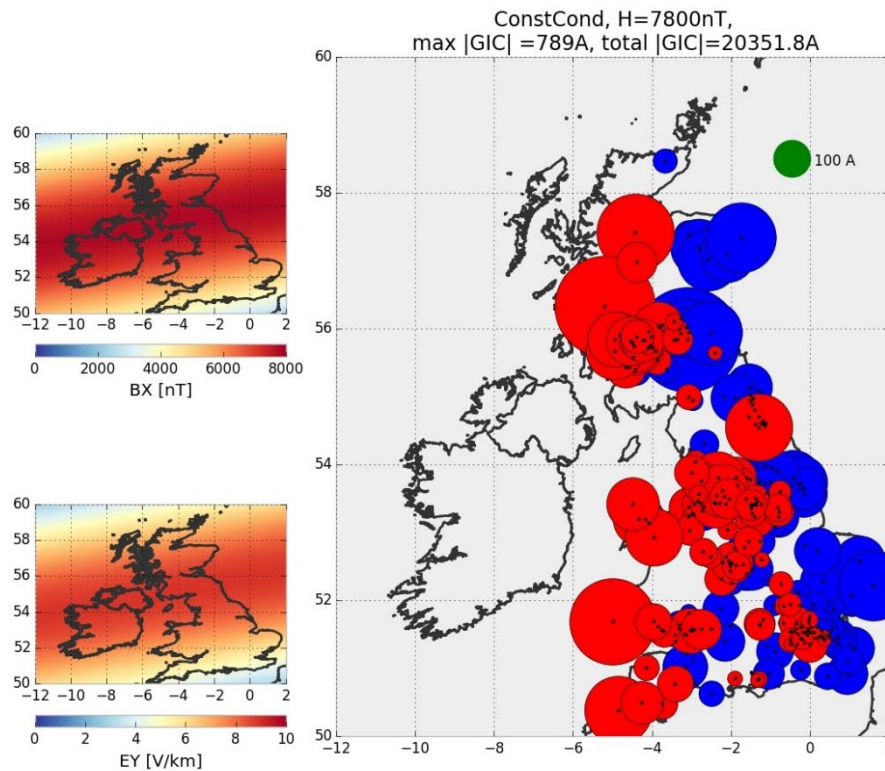 ConstCond, H=7800nT,
max |GIC| =789A, total |GIC|=20351.8A
60
58
56
54
52
50
−12 −10 −8 −6 −4 −2 0 2
0 2000 4000 6000 8000
BX [nT]
60
58
56
54
52
50
−12 −10 −8 −6 −4 −2 0 2
0 2 4 6 8 10
EY [V/km]
60
58
56
54
52
50
−12 −10 −8 −6 −4 −2 0
100 A